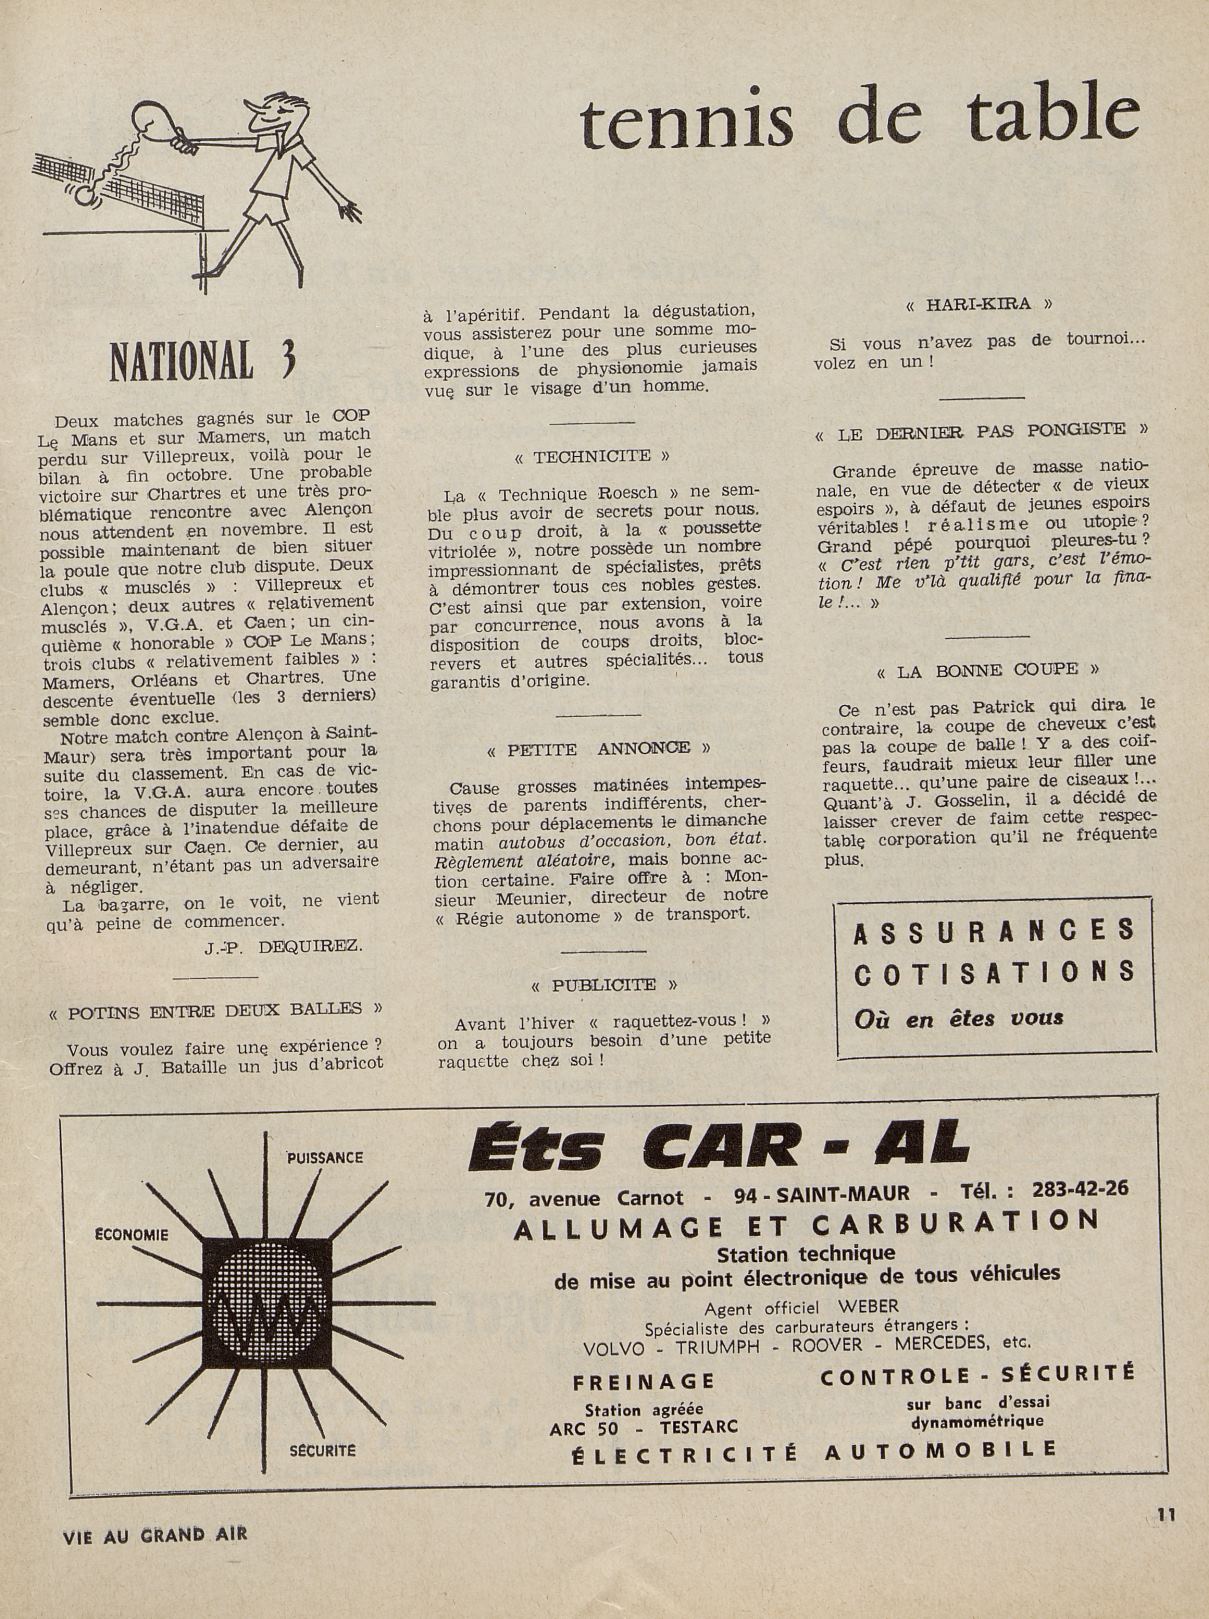 tennis de table
NATIONAL 3
Deux matches gagnés sur le COP
Le Mans et sur Mamers, un match
perdu sur Villepreux, voilà pour le
bilan à fin octobre. Une probable
victoire sur Chartres et une très pro-
blématique rencontre avec Alençon
nous attendent en novembre. Il est
possible maintenant de bien situer
la poule que notre club dispute. Deux
clubs « musclés » : Villepreux et
Alençon; deux autres « relativement
musclés », V.G.A. et Caen; un cin-
quième « honorable » COP Le Mans;
trois clubs « relativement faibles » :
Mamers, Orléans et Chartres. Une
descente éventuelle (les 3 derniers)
semble donc exclue.
Notre match contre Alençon à Saint-
Maur) sera très important pour la
suite du classement. En cas de vic-
toire, la V.G.A. aura encore toutes
ses chances de disputer la meilleure
place, grâce à l'inatendue défaite de
Villepreux sur Caen. Ce dernier, au
demeurant, n'étant pas un adversaire
à négliger.
La bagarre, on le voit, ne vient
qu'à peine de commencer.
J.-P. DEQUIREZ.
« POTINS ENTRE DEUX BALLES »
Vous voulez faire une expérience ?
Offrez à J. Bataille un jus d'abricot
à l'apéritif. Pendant la dégustation,
vous assisterez pour une somme mo-
dique, à l'une des plus curieuses
expressions de physionomie jamais
vue sur le visage d'un homme.
« TECHNICITE »
La « Technique Roesch » ne sem-
ble plus avoir de secrets pour nous.
Du coup droit, à la « poussette
vitriolée », notre possède un nombre
impressionnant de spécialistes, prêts
à démontrer tous ces nobles gestes.
C'est ainsi que par extension, voire
par concurrence, nous avons à la
disposition de coups droits, bloc-
revers et autres spécialités... tous
garantis d'origine.
« PETITE ANNONCE »
Cause grosses matinées intempes-
tives de parents indifférents, cher-
chons pour déplacements le dimanche
matin autobus d'occasion, bon état.
Règlement aléatoire, mais bonne ac-
tion certaine. Faire offre à : Mon-
sieur Meunier, directeur de notre
« Régie autonome » de transport.
« PUBLICITE »
Avant l'hiver « raquettez-vous ! »
on a toujours besoin d'une petite
raquette chez soi !
« HARI-KIRA »
Si vous n'avez pas de tournoi...
volez en un !
« LE DERNIER PAS PONGISTE »
Grande épreuve de masse natio-
nale, en vue de détecter « de vieux
espoirs », à défaut de jeunes espoirs
véritables ! réalisme ou utopie ?
Grand pépé pourquoi pleures-tu ?
« C'est rien p'tit gars, c'est l'émo-
tion ! Me v'là qualifié pour la fina-
le !... »
« LA BONNE COUPE »
Ce n'est pas Patrick qui dira le
contraire, la coupe de cheveux c'est
pas la coupe de balle ! Y a des coif-
feurs, faudrait mieux leur filler une
raquette... qu'une paire de ciseaux !...
Quant'à J. Gosselin, il a décidé de
laisser crever de faim cette respec-
table corporation qu'il ne fréquente
plus.
ASSURANCES
COTISATIONS
Où en êtes vous
PUISSANCE
ÉCONOMIE
SÉCURITÉ
Éts CAR - AL
70, avenue Carnot - 94 - SAINT-MAUR - Tél. : 283-42-26
ALLUMAGE ET CARBURATION
Station technique
de mise au point électronique de tous véhicules
Agent officiel WEBER
Spécialiste des carburateurs étrangers :
VOLVO - TRIUMPH - ROOVER - MERCEDES, etc.
FREINAGE
Station agréée
ARC 50 - TESTARC
CONTROLE - SÉCURITÉ
sur banc d'essai
dynamométrique
ÉLECTRICITÉ AUTOMOBILE
VIE AU GRAND AIR
11